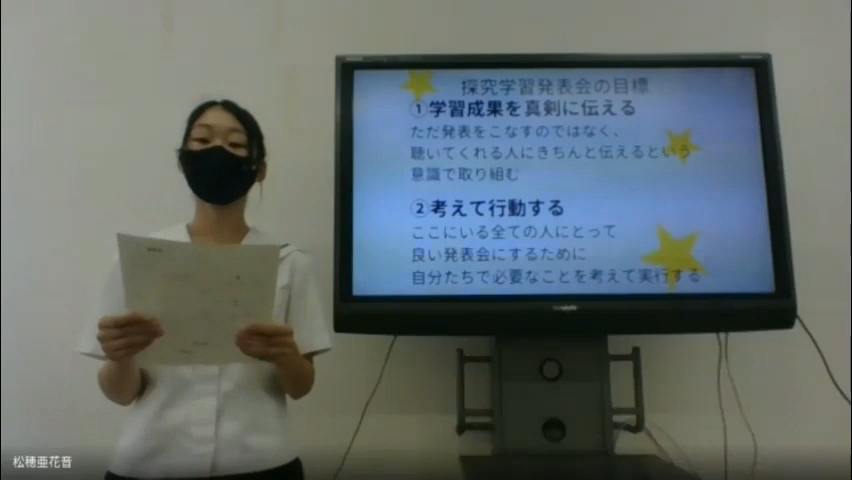 探究学習発表会の目標
①学習成果を真剣に伝える
ただ発表をこなすのではなく、
聴いてくれる人にきちんと伝えるという
意識で取り組む
②考えて行動する
ここにいる全ての人にとって
良い発表会にするために
自分たちで必要なことを考えて実行する
松穂亜花音